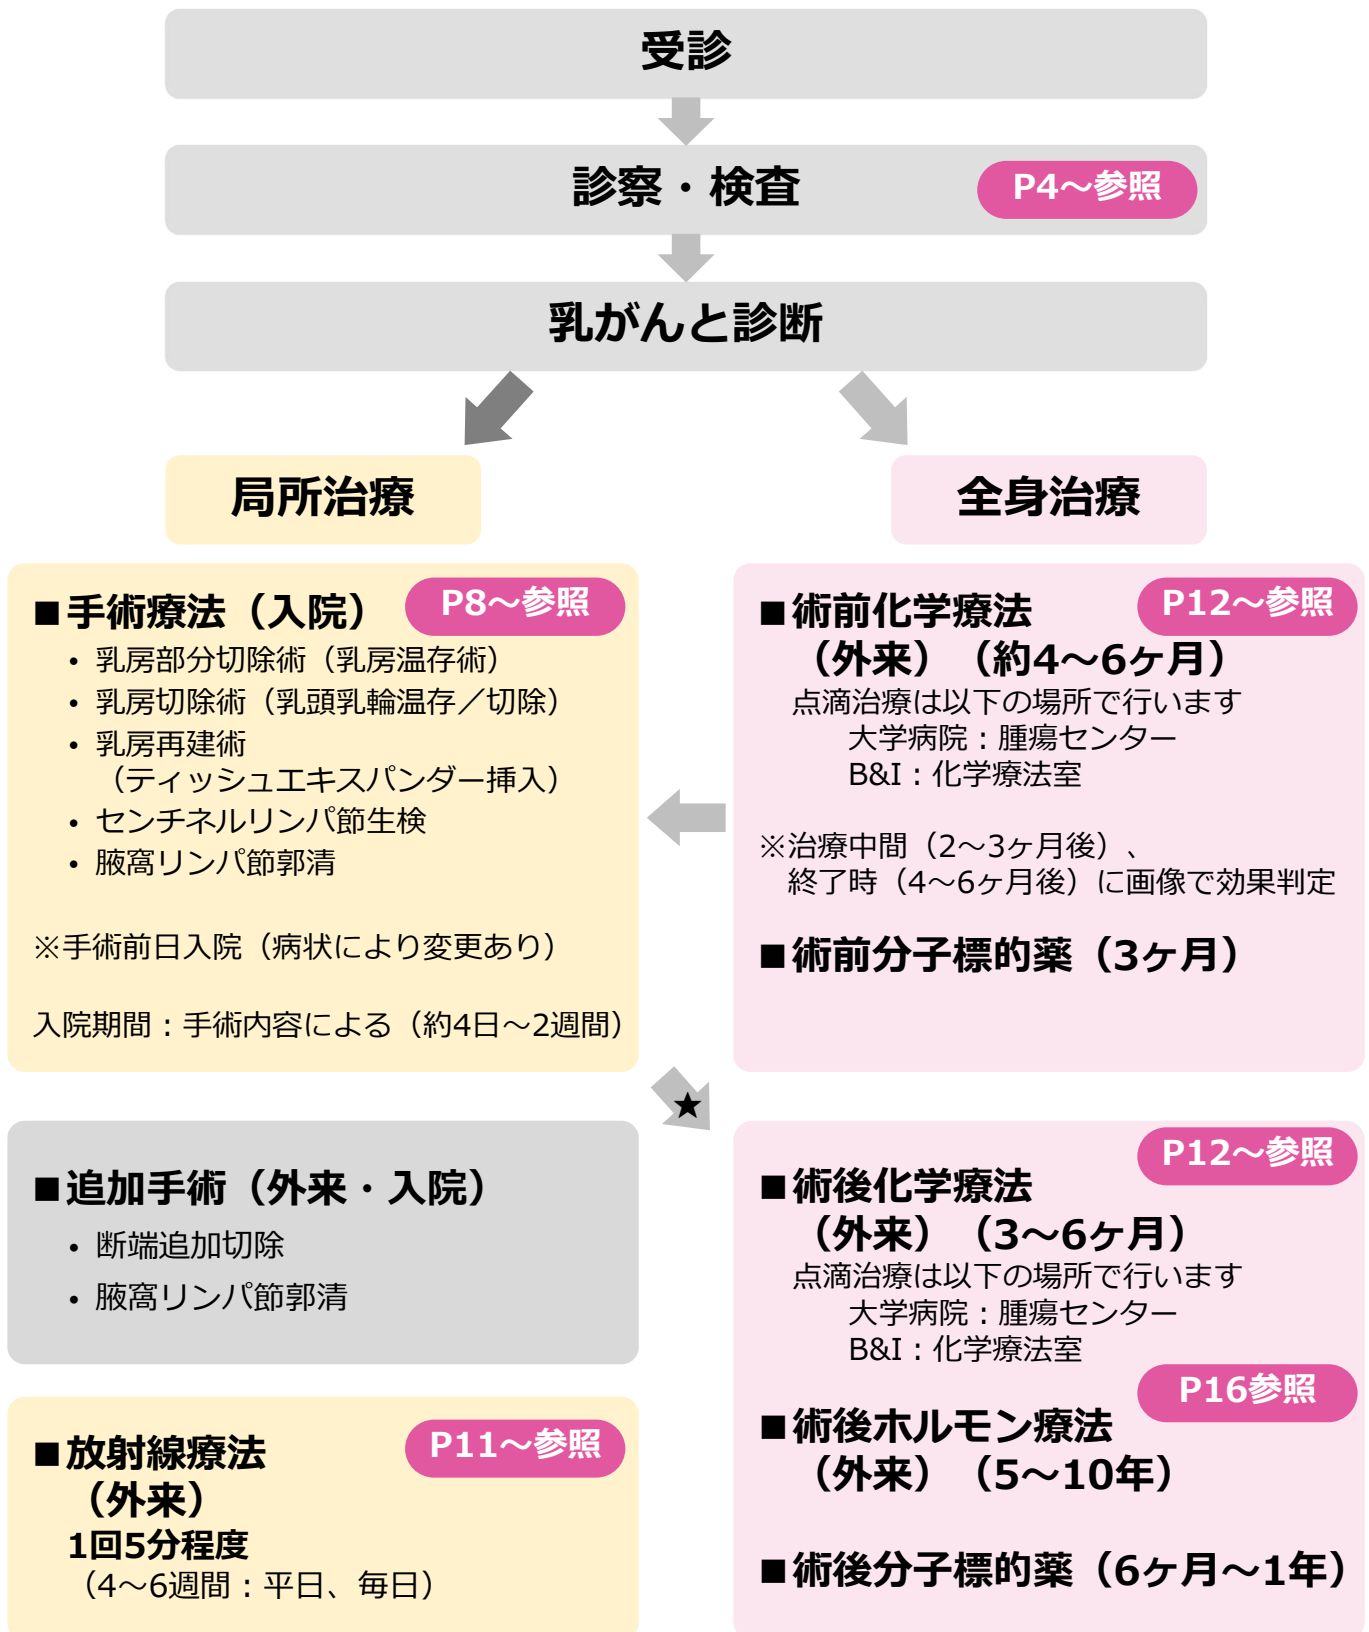 受診
診察・検査
P4～参照
乳がんと診断
局所治療
全身治療
■手術療法（入院）
P8～参照
• 乳房部分切除術（乳房温存術）
• 乳房切除術（乳頭乳輪温存／切除）
• 乳房再建術
（ティッシュエキスパンダー挿入）
• センチネルリンパ節生検
• 腋窩リンパ節郭清
※手術前日入院（病状により変更あり）
入院期間：手術内容による（約4日～2週間）
■術前化学療法
P12～参照
（外来）（約4～6ヶ月）
点滴治療は以下の場所で行います
大学病院：腫瘍センター
B&I：化学療法室
※治療中間（2～3ヶ月後）、
終了時（4～6ヶ月後）に画像で効果判定
■術前分子標的薬（3ヶ月）
★
■追加手術（外来・入院）
• 断端追加切除
• 腋窩リンパ節郭清
■放射線療法
P11～参照
（外来）
1回5分程度
（4～6週間：平日、毎日）
P12～参照
■術後化学療法
（外来）（3～6ヶ月）
点滴治療は以下の場所で行います
大学病院：腫瘍センター
B&I：化学療法室
P16参照
■術後ホルモン療法
（外来）（5～10年）
■術後分子標的薬（6ヶ月～1年）